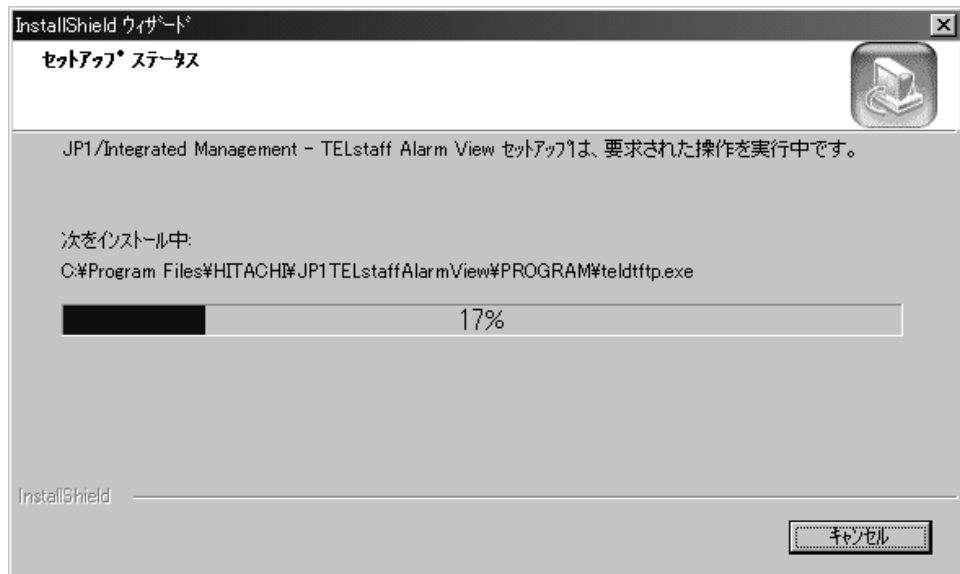 InstallShield ウィザード
セットアップ ステータス
JP1/Integrated Management - TELstaff Alarm View セットアップは、要求された操作を実行中です。
次をインストール中:
C:¥Program Files¥HITACHI¥JP1TELstaffAlarmView¥PROGRAM¥teldtftp.exe
17%
InstallShield
キャンセル